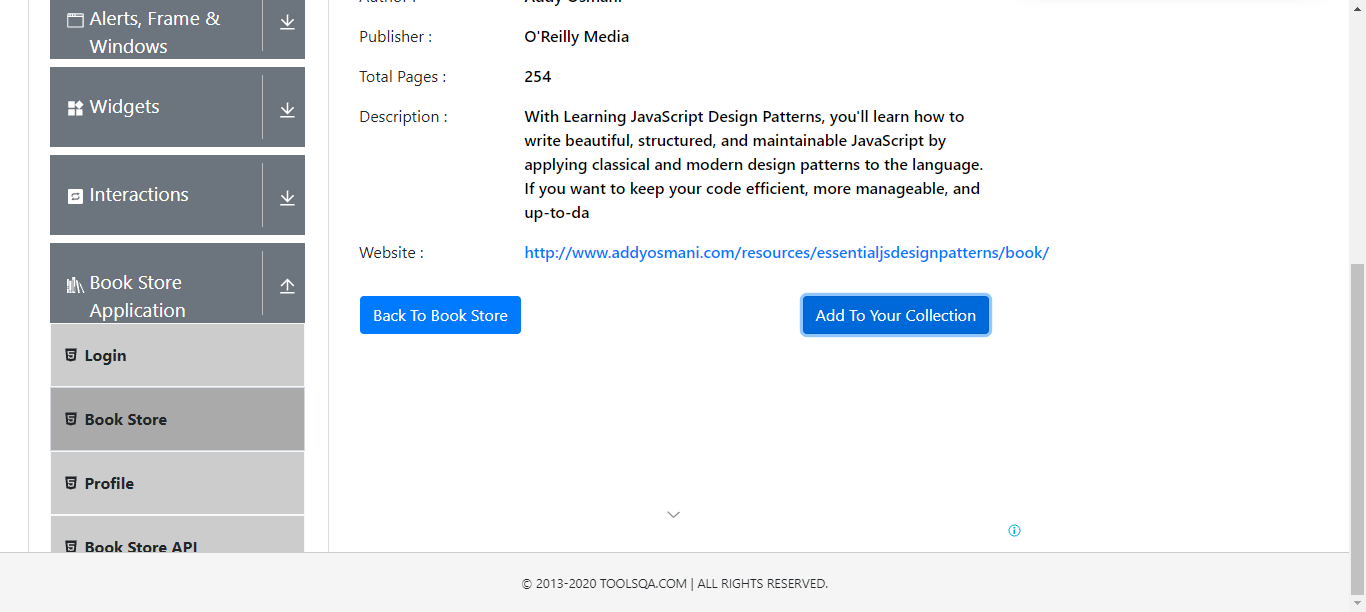 Alerts, Frame &
Windows
Widgets
Interactions
Book Store
Application
Login
Book Store
Profile
Book Store API
Addy Osmani
Publisher : O'Reilly Media
Total Pages : 254
Description : With Learning JavaScript Design Patterns, you'll learn how to
write beautiful, structured, and maintainable JavaScript by
applying classical and modern design patterns to the language.
If you want to keep your code efficient, more manageable, and
up-to-da
Website : http://www.addyosmani.com/resources/essentialjsdesignpatterns/book/
Back To Book Store Add To Your Collection
© 2013-2020 TOOLSQA.COM | ALL RIGHTS RESERVED.